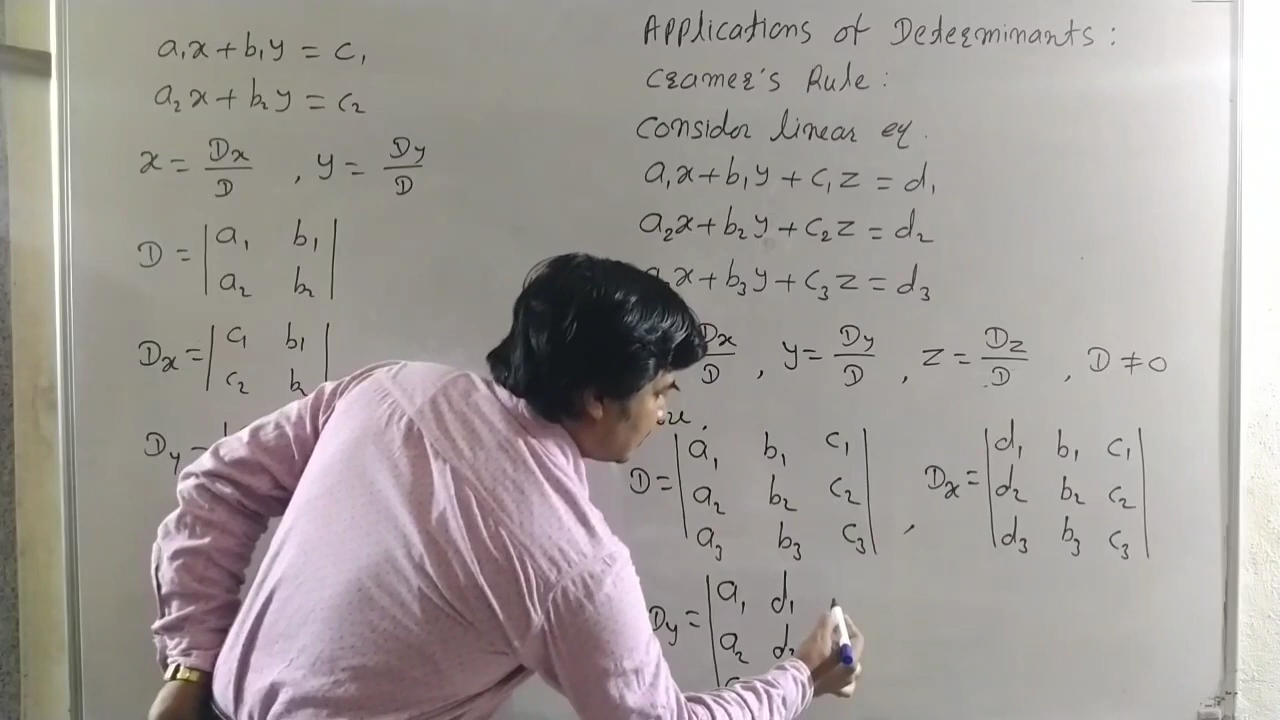 a₁x + b₁y = c₁
a₂x + b₂y = c₂
x = Dx/D , y = Dy/D
D = | a₁ b₁ |
| a₂ b₂ |
Dx = | c₁ b₁ |
| c₂ b₂ |
Dy =
Applications of Determinants :
Cramer's Rule :
Consider linear eq.
a₁x + b₁y + c₁z = d₁
a₂x + b₂y + c₂z = d₂
x + b₃y + c₃z = d₃
Dx/D , y = Dy/D , z = Dz/D , D ≠ 0
D = | a₁ b₁ c₁ | , Dx = | d₁ b₁ c₁ |
| a₂ b₂ c₂ | | d₂ b₂ c₂ |
| a₃ b₃ c₃ | | d₃ b₃ c₃ |
Dy = | a₁ d₁
| a₂ d₂